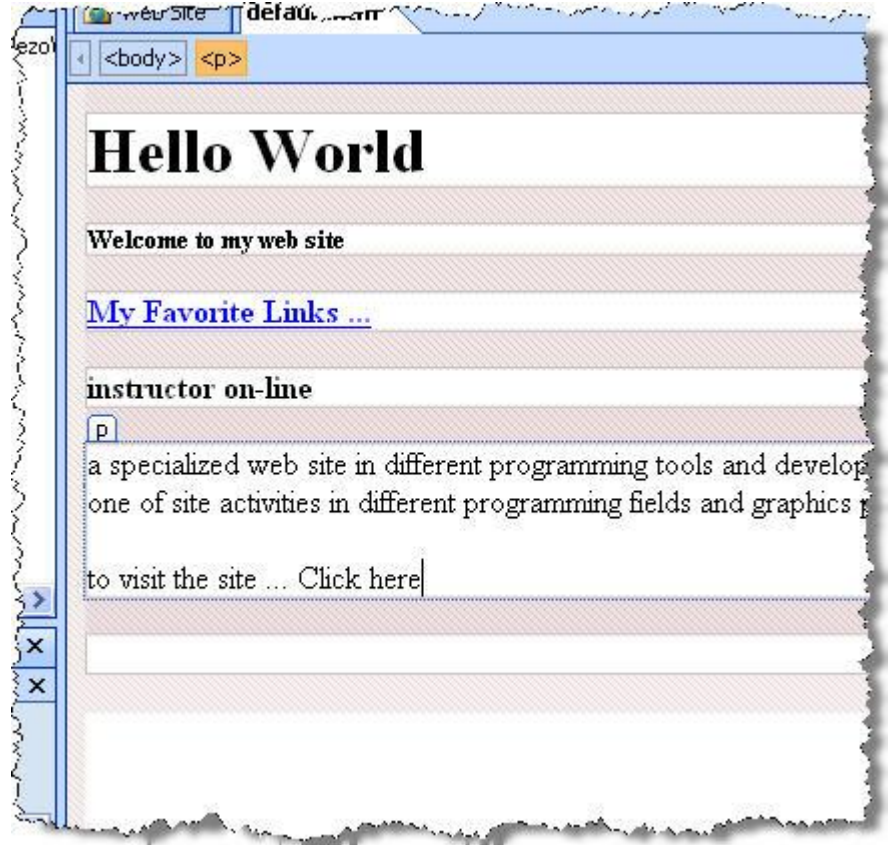 Web Site
<body> <p>
Hello World
Welcome to my web site
My Favorite Links ...
instructor on-line
p
a specialized web site in different programming tools and develop
one of site activities in different programming fields and graphics
to visit the site ... Click here